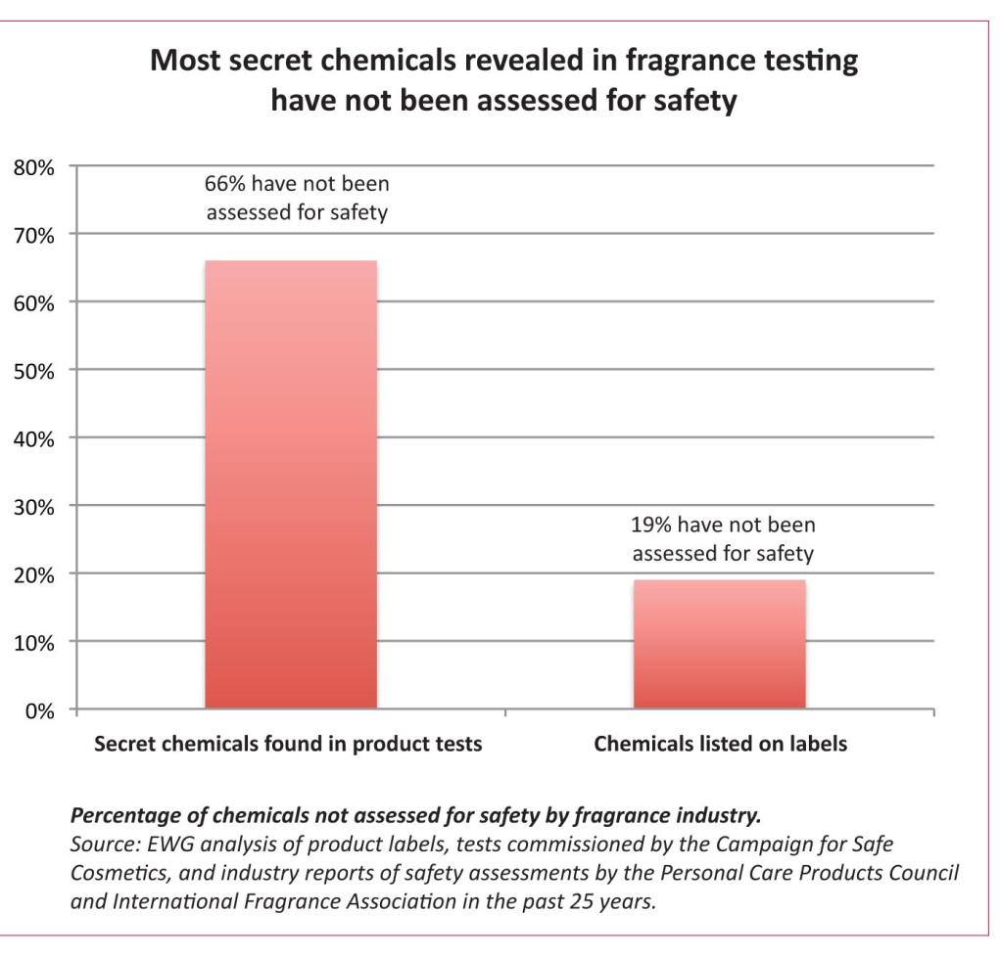 Most secret chemicals revealed in fragrance testing
have not been assessed for safety
80%
66% have not been
assessed for safety
70%
60%
50%
40%
30%
19% have not been
assessed for safety
20%
10%
0%
Secret chemicals found in product tests
Chemicals listed on labels
Percentage of chemicals not assessed for safety by fragrance industry.
Source: EWG analysis of product labels, tests commissioned by the Campaign for Safe
Cosmetics, and industry reports of safety assessments by the Personal Care Products Council
and International Fragrance Association in the past 25 years.